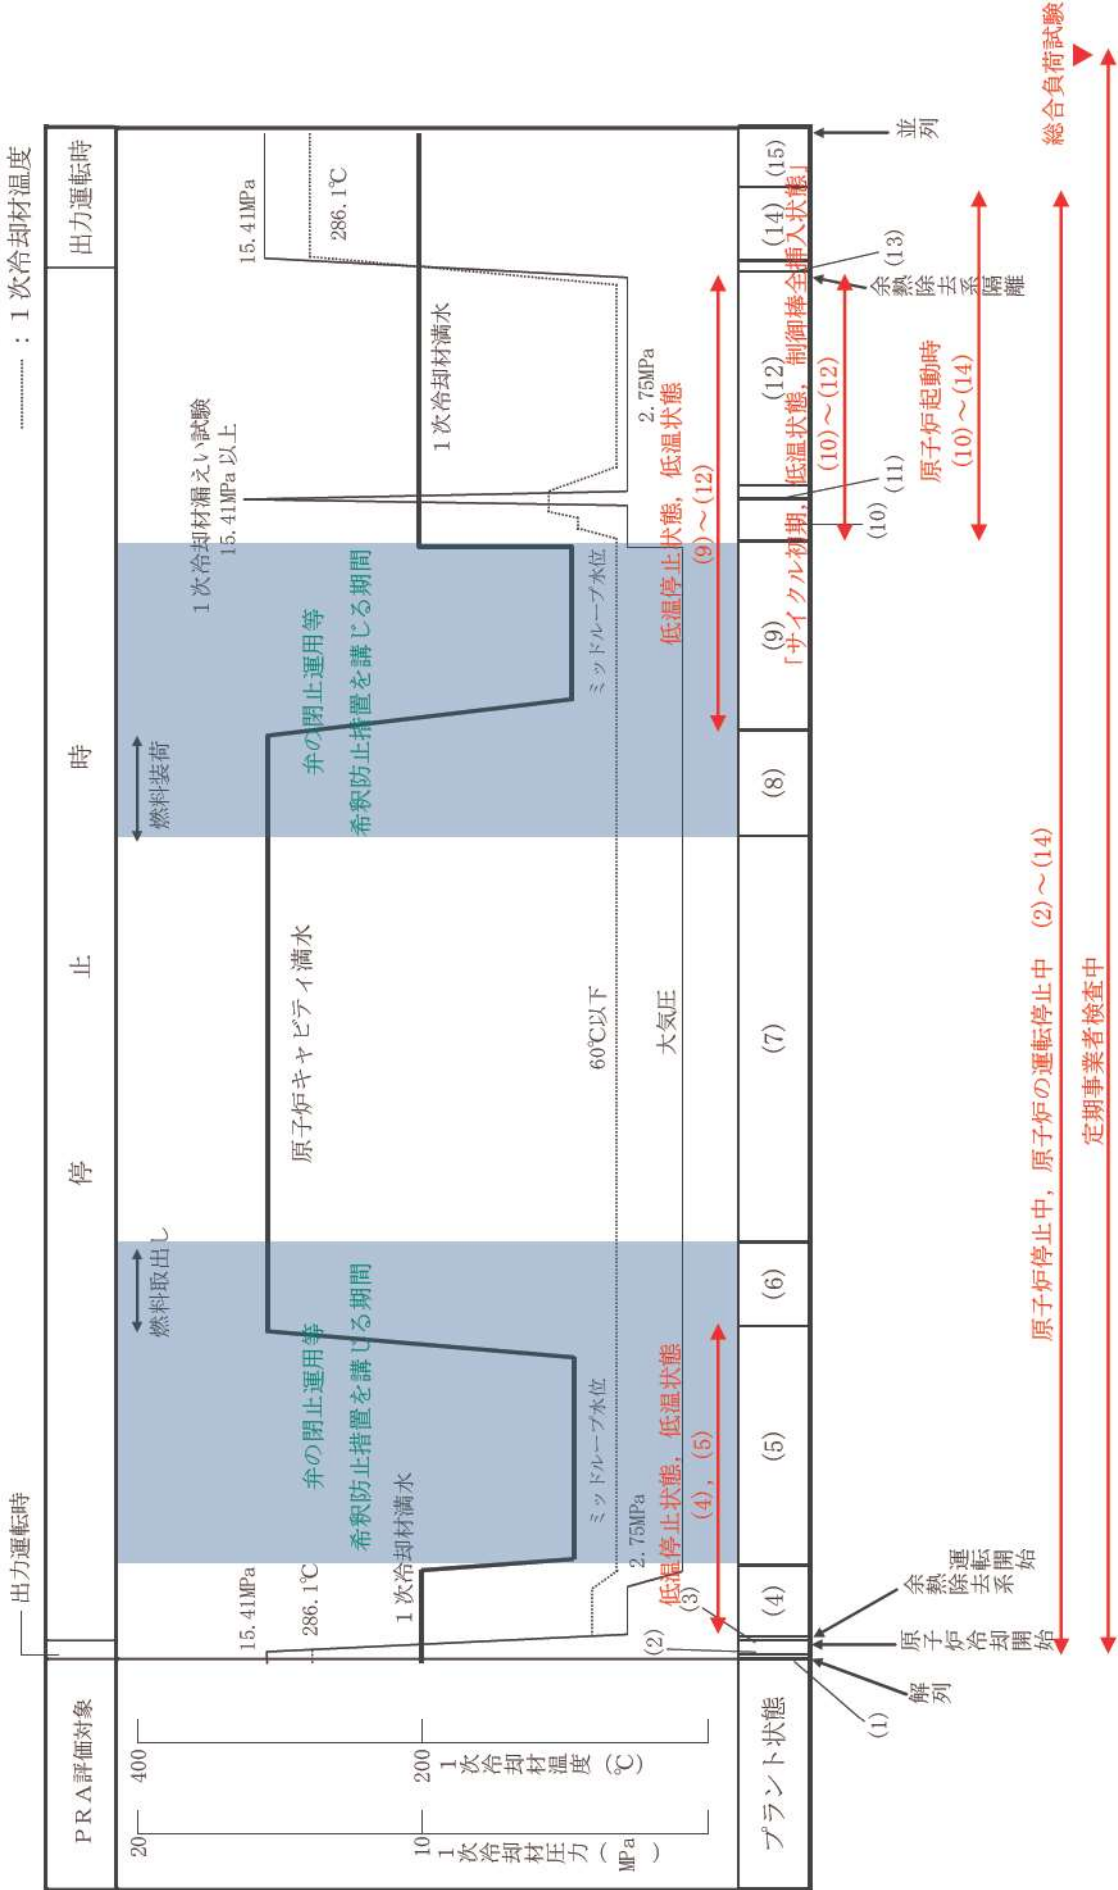 ………… : 1次冷却材温度
出力運転時
PRA評価対象
停 止 時
出力運転時
20
10
1次冷却材圧力(MPa)
400
200
1次冷却材温度(℃)
15.41MPa
286.1℃
1次冷却材満水
2.75MPa
ミッドループ水位
弁の閉止運用等
希釈防止措置を講じる期間
燃料取出し
原子炉キャビティ満水
60℃以下
大気圧
燃料装荷
弁の閉止運用等
希釈防止措置を講じる期間
ミッドループ水位
1次冷却材漏えい試験
15.41MPa以上
1次冷却材満水
2.75MPa
15.41MPa
286.1℃
低温停止状態，低温状態
(4)，(5)
低温停止状態，低温状態
(9)～(12)
プラント状態
(1)
(2)
(3)
(4)
(5)
(6)
(7)
(8)
(9)
(10)
(11)
(12)
(13)
(14)
(15)
「サイクル初期，低温状態，制御棒全挿入状態」
(10)～(12)
解列
原子炉冷却開始
余熱除去系運転開始
余熱除去系隔離
並列
原子炉起動時
(10)～(14)
原子炉停止中，原子炉の運転停止中 (2)～(14)
総合負荷試験
定期事業者検査中